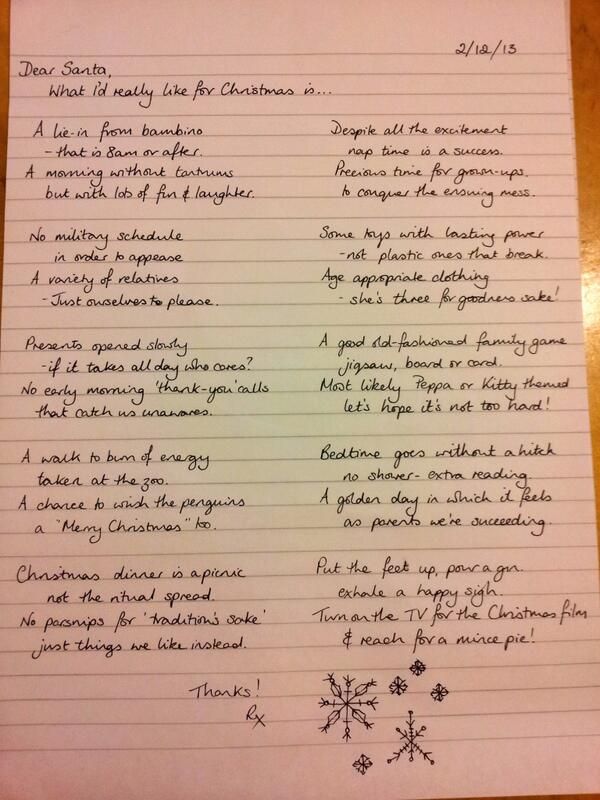 2/12/13
Dear Santa,
What I'd really like for Christmas is...
A lie-in from bambino
- that is 8am or after.
A morning without tantrums
but with lots of fun & laughter.
No military schedule
in order to appease
A variety of relatives
- Just ourselves to please.
Presents opened slowly
- if it takes all day who cares?
No early morning 'thank-you' calls
that catch us unawares.
A walk to burn of energy
taken at the zoo.
A chance to wish the penguins
a "Merry Christmas" too.
Christmas dinner is a picnic
not the ritual spread.
No parsnips for 'tradition's sake'
just things we like instead.
Despite all the excitement
nap time is a success.
Precious time for grown-ups.
to conquer the ensuing mess.
Some toys with lasting power
- not plastic ones that break.
Age appropriate clothing
- she's three for goodness sake!
A good old-fashioned family game
jigsaw, board or card.
Most likely Peppa or Kitty themed
let's hope it's not too hard!
Bedtime goes without a hitch
no shower - extra reading.
A golden day in which it feels
as parents we're succeeding.
Put the feet up, pour a gin.
exhale a happy sigh.
Turn on the TV for the Christmas film
& reach for a mince pie!
Thanks!
Rx